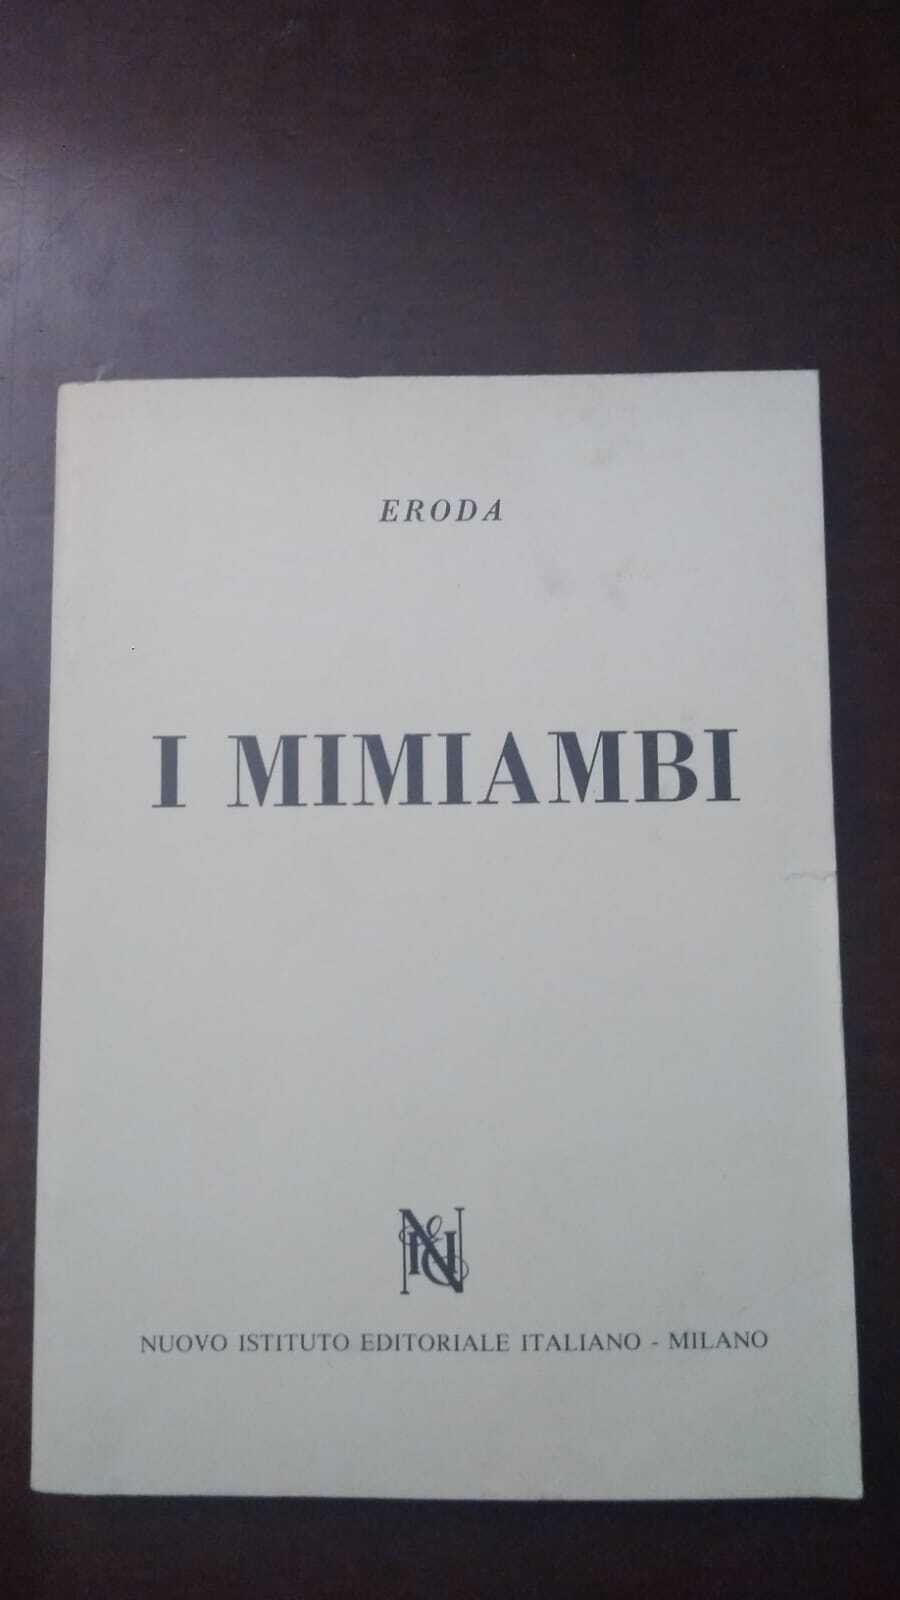 ERODA
I MIMIAMBI
NUOVO ISTITUTO EDITORIALE ITALIANO - MILANO